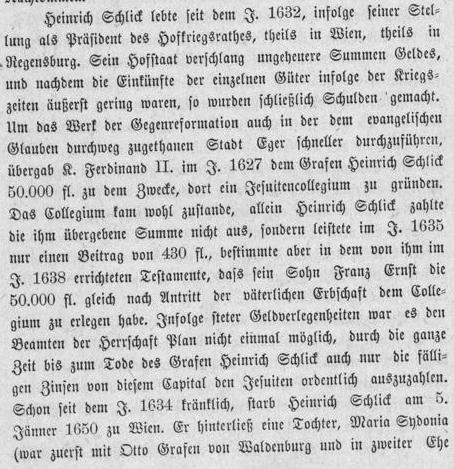 Heinrich Schlick lebte seit dem J. 1632, infolge seiner Stel-
lung als Präsident des Hofkriegsrathes, theils in Wien, theils in
Regensburg. Sein Hofstaat verschlang ungeheuere Summen Geldes,
und nachdem die Einkünfte der einzelnen Güter infolge der Kriegs-
zeiten äußerst gering waren, so wurden schließlich Schulden gemacht.
Um das Werk der Gegenreformation auch in der dem evangelischen
Glauben durchweg zugethanen Stadt Eger schneller durchzuführen,
übergab K. Ferdinand II. im J. 1627 dem Grafen Heinrich Schlick
50.000 fl. zu dem Zwecke, dort ein Jesuitencollegium zu gründen.
Das Collegium kam wohl zustande, allein Heinrich Schlick zahlte
die ihm übergebene Summe nicht aus, sondern leistete im J. 1635
nur einen Beitrag von 430 fl., bestimmte aber in dem von ihm im
J. 1638 errichteten Testamente, dass sein Sohn Franz Ernst die
50.000 fl. gleich nach Antritt der väterlichen Erbschaft dem Colle-
gium zu erlegen habe. Infolge steter Geldverlegenheiten war es den
Beamten der Herrschaft Plan nicht einmal möglich, durch die ganze
Zeit bis zum Tode des Grafen Heinrich Schlick auch nur die fälli-
gen Zinsen von diesem Capital den Jesuiten ordentlich auszuzahlen.
Schon seit dem J. 1634 kränklich, starb Heinrich Schlick am 5.
Jänner 1650 zu Wien. Er hinterließ eine Tochter, Maria Sydonia
(war zuerst mit Otto Grafen von Waldenburg und in zweiter Ehe